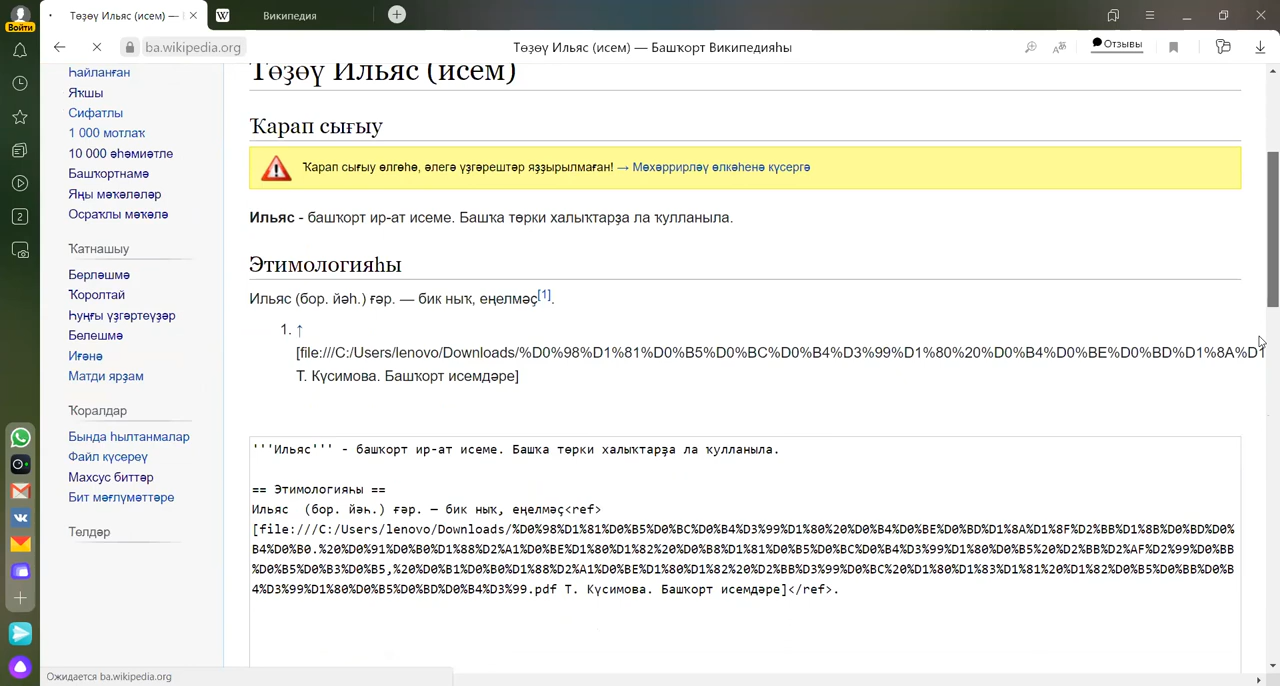 Төҙөү Ильяс (исем) —
Википедия
Войти
ba.wikipedia.org
Төҙөү Ильяс (исем) — Башҡорт Википедияһы
Отзывы
Һайланған
Яҡшы
Сифатлы
1 000 мотлаҡ
10 000 әһәмиәтле
Башҡортнамә
Яңы мәҡәләләр
Осраҡлы мәҡәлә
Ҡатнашыу
Берләшмә
Ҡоролтай
Һуңғы үҙгәртеүҙәр
Белешмә
Иғәнә
Матди ярҙам
Ҡоралдар
Бында һылтанмалар
Файл күсереү
Махсус биттәр
Бит мәғлүмәттәре
Телдәр
Төҙөү Ильяс (исем)
Ҡарап сығыу
Ҡарап сығыу өлгөһө, әлегә үҙгәрештәр яҙҙырылмаған! → Мөхәррирләү өлкәһенә күсергә
Ильяс - башҡорт ир-ат исеме. Башҡа төрки халыҡтарҙа ла ҡулланыла.
Этимологияһы
Ильяс (бор. йәһ.) ғәр. — бик ныҡ, еңелмәҫ[1].
1. ↑
[file:///C:/Users/lenovo/Downloads/%D0%98%D1%81%D0%B5%D0%BC%D0%B4%D3%99%D1%80%20%D0%B4%D0%BE%D0%BD%D1%8A%D1
Т. Күсимова. Башҡорт исемдәре]
'''Ильяс''' - башҡорт ир-ат исеме. Башҡа төрки халыҡтарҙа ла ҡулланыла.
== Этимологияһы ==
Ильяс (бор. йәһ.) ғәр. — бик ныҡ, еңелмәҫ<ref>
[file:///C:/Users/lenovo/Downloads/%D0%98%D1%81%D0%B5%D0%BC%D0%B4%D3%99%D1%80%20%D0%B4%D0%BE%D0%BD%D1%8A%D1%8F%D2%BB%D1%8B%D0%BD%D0%
B4%D0%B0.%20%D0%91%D0%B0%D1%88%D2%A1%D0%BE%D1%80%D1%82%20%D0%B8%D1%81%D0%B5%D0%BC%D0%B4%D3%99%D1%80%D0%B5%20%D2%BB%D2%AF%D2%99%D0%BB
%D0%B5%D0%B3%D0%B5,%20%D0%B1%D0%B0%D1%88%D2%A1%D0%BE%D1%80%D1%82%20%D2%BB%D3%99%D0%BC%20%D1%80%D1%83%D1%81%20%D1%82%D0%B5%D0%BB%D0%B
4%D3%99%D1%80%D0%B5%D0%BD%D0%B4%D3%99.pdf Т. Күсимова. Башҡорт исемдәре]</ref>.
Ожидается ba.wikipedia.org
2